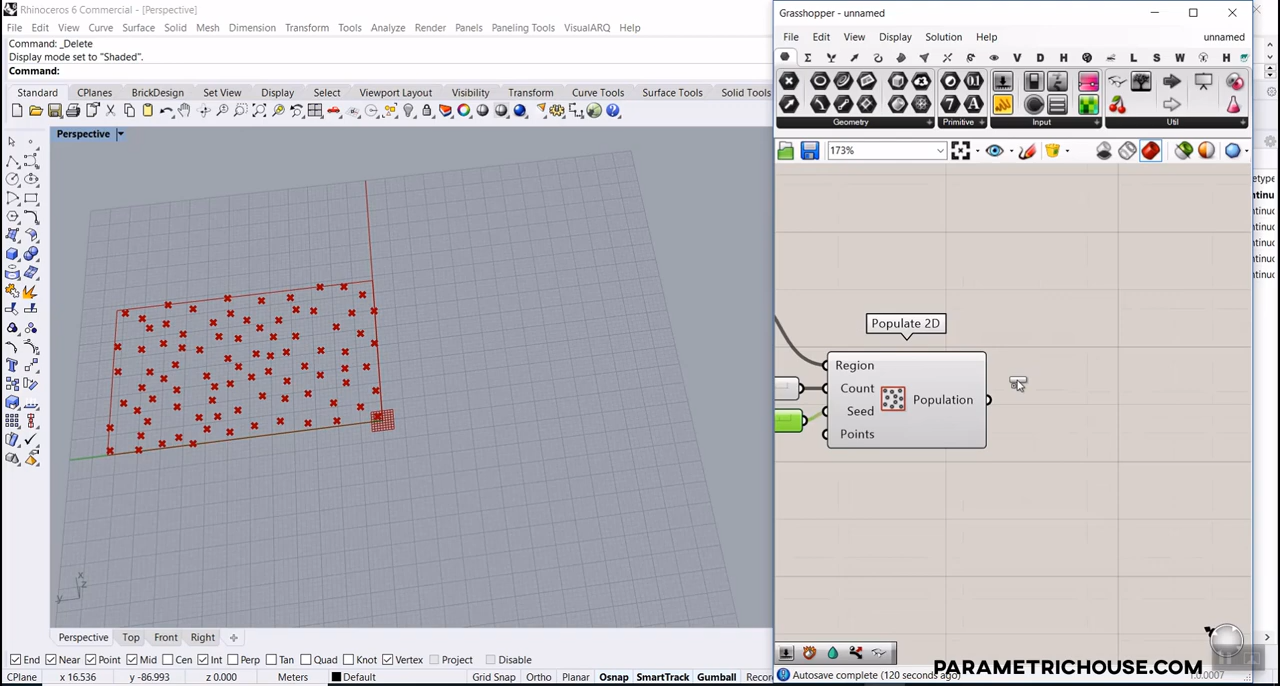 Rhinoceros 6 Commercial - [Perspective]
File Edit View Curve Surface Solid Mesh Dimension Transform Tools Analyze Render Panels Paneling Tools VisualARQ Help
Command: _Delete
Display mode set to "Shaded".
Command:
Standard CPlanes BrickDesign Set View Display Select Viewport Layout Visibility Transform Curve Tools Surface Tools Solid Tools
Perspective
z
x
y
Perspective Top Front Right
End Near Point Mid Cen Int Perp Tan Quad Knot Vertex Project Disable
CPlane x 16.536 y -86.993 z 0.000 Meters Default Grid Snap Ortho Planar Osnap SmartTrack Gumball Recor
Grasshopper - unnamed
File Edit View Display Solution Help unnamed
Σ V D H L S W H
Geometry Primitive Input Util
173%
Populate 2D
Region
Count
Seed
Points
Population
PARAMETRICHOUSE.COM
Autosave complete (120 seconds ago)
1.0.0007